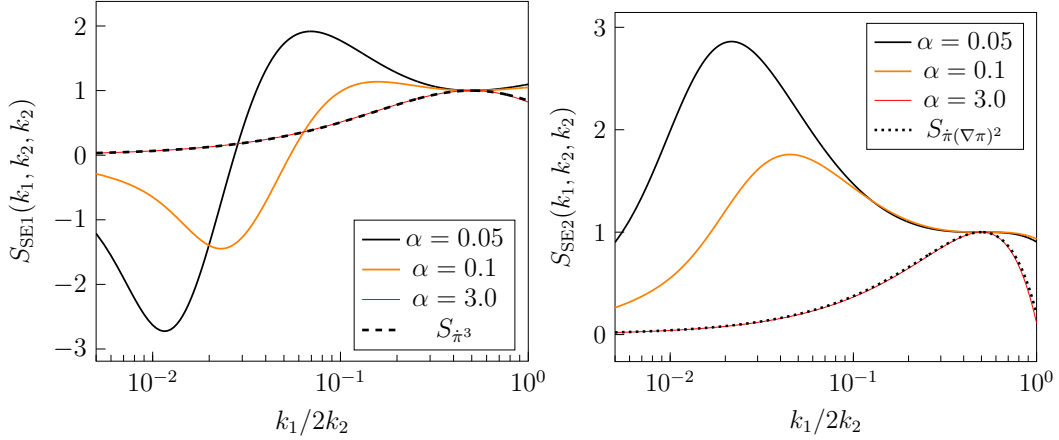 S_SE1(k_1, k_2, k_2)
2
1
0
−1
−2
−3
10^−2
10^−1
10^0
k_1/2k_2
α = 0.05
α = 0.1
α = 3.0
S_π̇^3
S_SE2(k_1, k_2, k_2)
3
2
1
0
10^−2
10^−1
10^0
k_1/2k_2
α = 0.05
α = 0.1
α = 3.0
S_π̇(∇π)^2